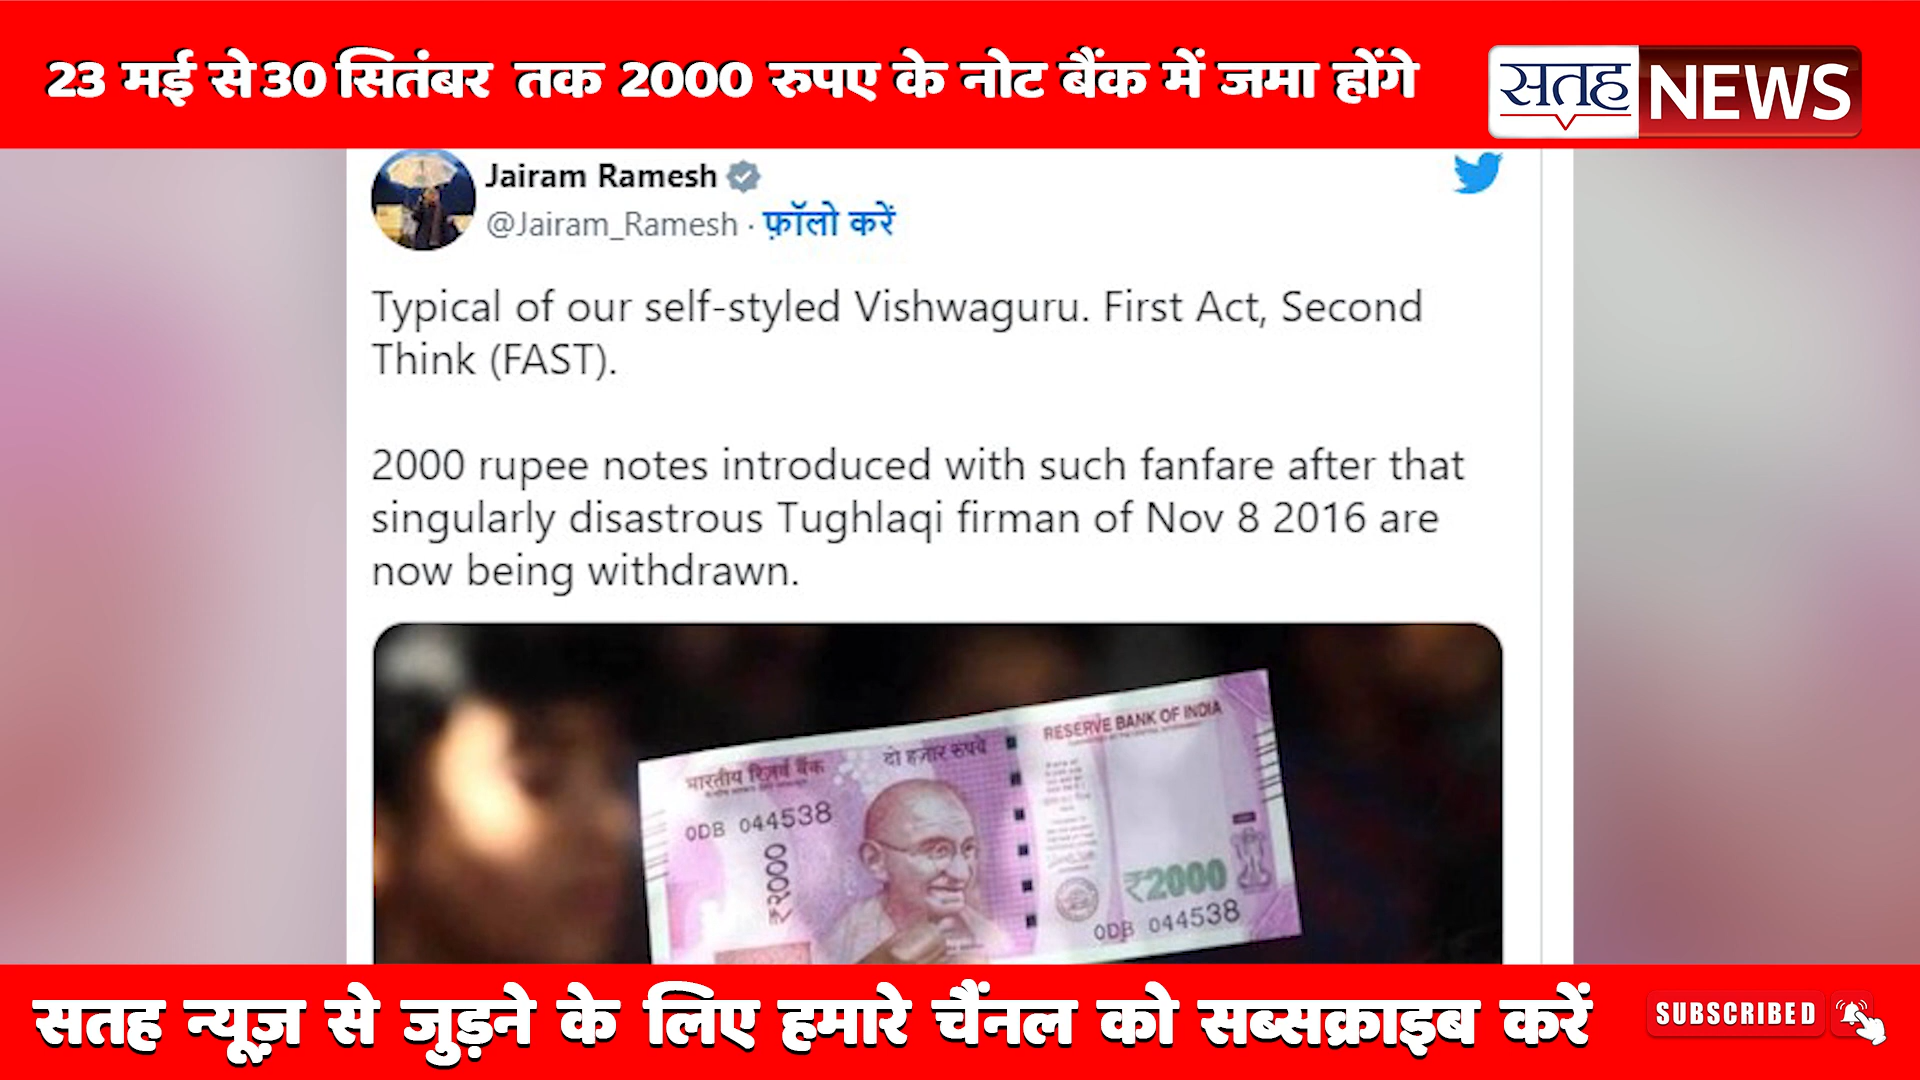 23 मई से 30 सितंबर तक 2000 रुपए के नोट बैंक में जमा होंगे
सतह NEWS
Jairam Ramesh
@Jairam_Ramesh · फ़ॉलो करें
Typical of our self-styled Vishwaguru. First Act, Second
Think (FAST).
2000 rupee notes introduced with such fanfare after that
singularly disastrous Tughlaqi firman of Nov 8 2016 are
now being withdrawn.
भारतीय रिज़र्व बैंक
दो हज़ार रुपये
RESERVE BANK OF INDIA
0DB 044538
₹२०००
₹2000
0DB 044538
सतह न्यूज़ से जुड़ने के लिए हमारे चैंनल को सब्सक्राइब करें
SUBSCRIBED